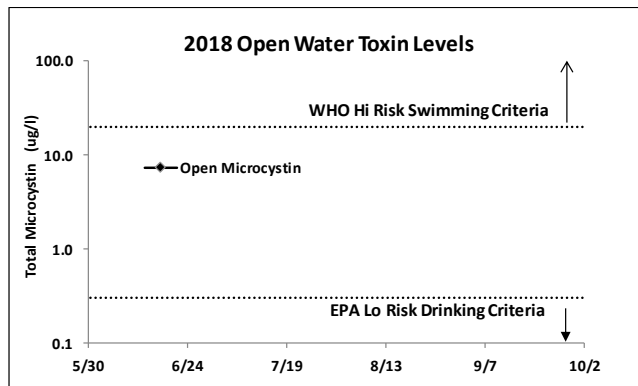 2018 Open Water Toxin Levels
100.0
WHO Hi Risk Swimming Criteria
10.0
Open Microcystin
Total Microcystin (ug/l)
1.0
EPA Lo Risk Drinking Criteria
0.1
5/30 6/24 7/19 8/13 9/7 10/2